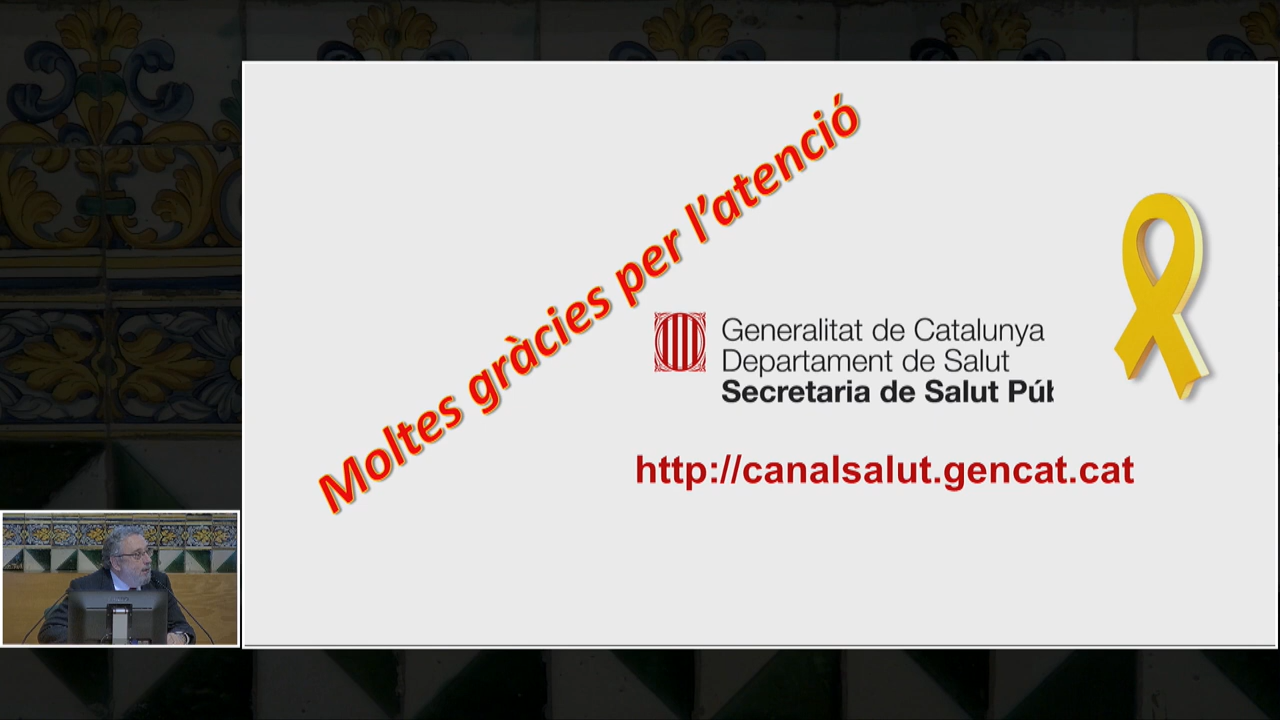 Moltes gràcies per l’atenció
Generalitat de Catalunya
Departament de Salut
Secretaria de Salut Púb
http://canalsalut.gencat.cat